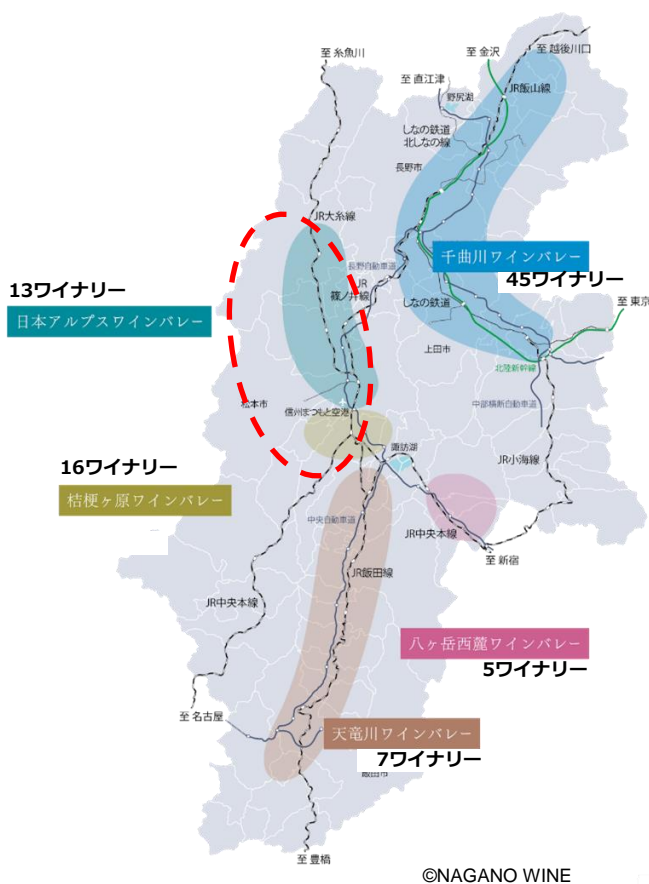 至 糸魚川
至 金沢
至 越後川口
至 直江津
野尻湖
JR飯山線
しなの鉄道
北しなの線
長野市
JR大糸線
千曲川ワインバレー
長野自動車道
45ワイナリー
13ワイナリー
JR
篠ノ井線
しなの鉄道
至 東京
日本アルプスワインバレー
上田市
北陸新幹線
松本市
信州まつもと空港
中部横断自動車道
諏訪湖
JR小海線
16ワイナリー
桔梗ヶ原ワインバレー
中央自動車道
JR中央本線
至 新宿
JR飯田線
JR中央本線
八ヶ岳西麓ワインバレー
5ワイナリー
至 名古屋
天竜川ワインバレー
7ワイナリー
飯田市
至 豊橋
©NAGANO WINE